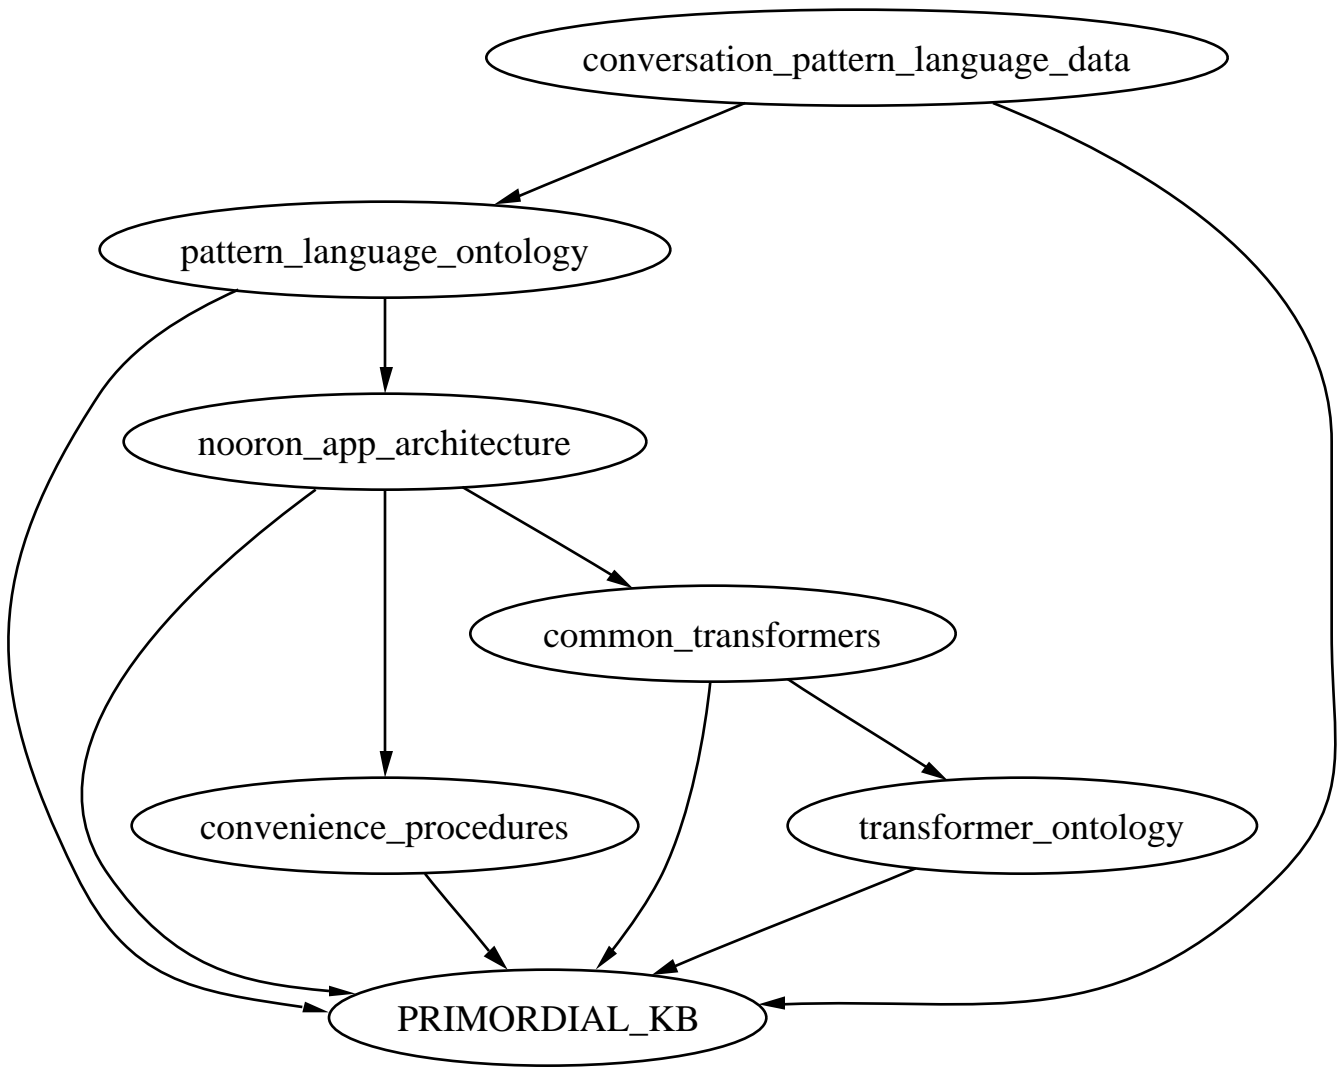 conversation_pattern_language_data
pattern_language_ontology
nooron_app_architecture
common_transformers
convenience_procedures
transformer_ontology
PRIMORDIAL_KB